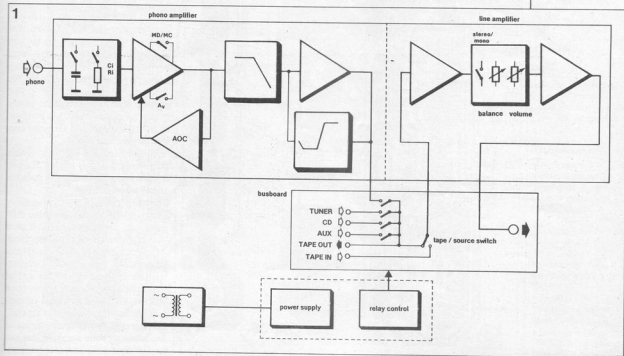 1
phono amplifier
line amplifier
MD/MC
stereo/
mono
Ci
Ri
phono
Av
AOC
balance volume
busboard
TUNER
CD
AUX
TAPE OUT
TAPE IN
tape / source switch
power supply
relay control